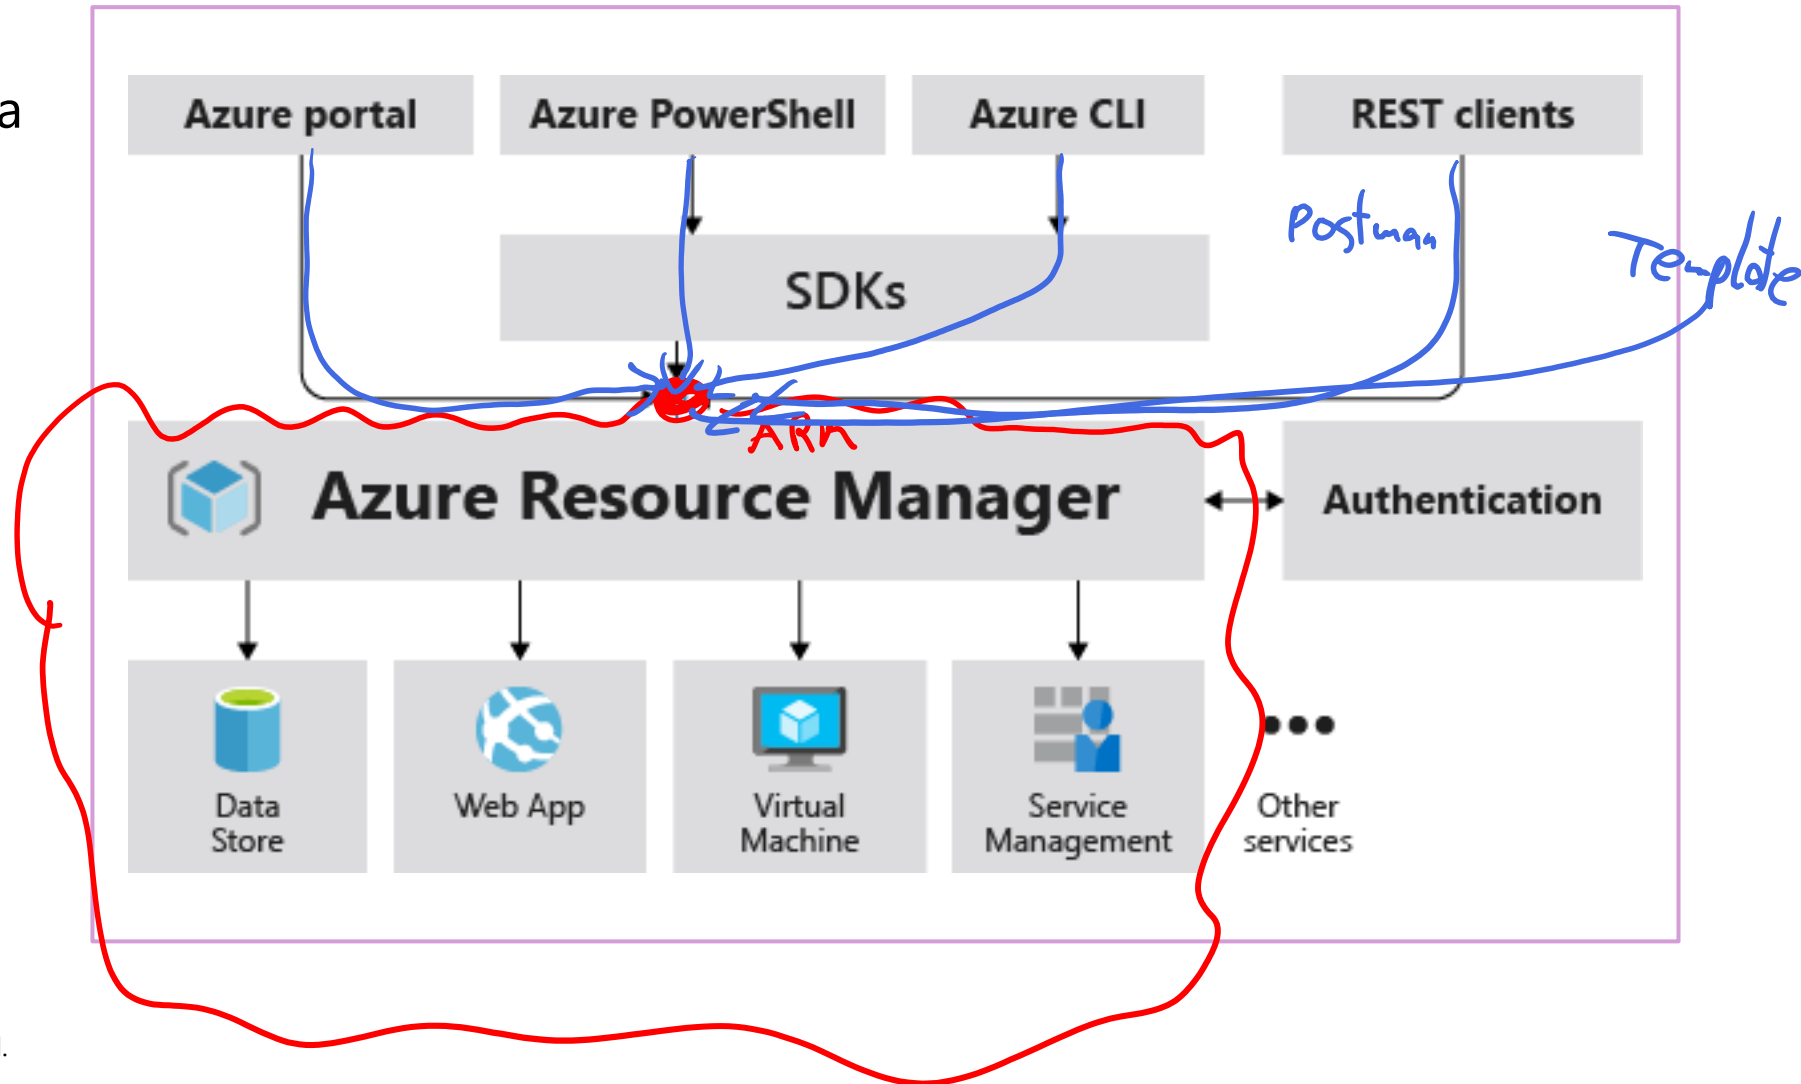 a
Azure portal
Azure PowerShell
Azure CLI
REST clients
Postman
Template
SDKs
ARM
Azure Resource Manager
Authentication
Data
Store
Web App
Virtual
Machine
Service
Management
Other
services
.